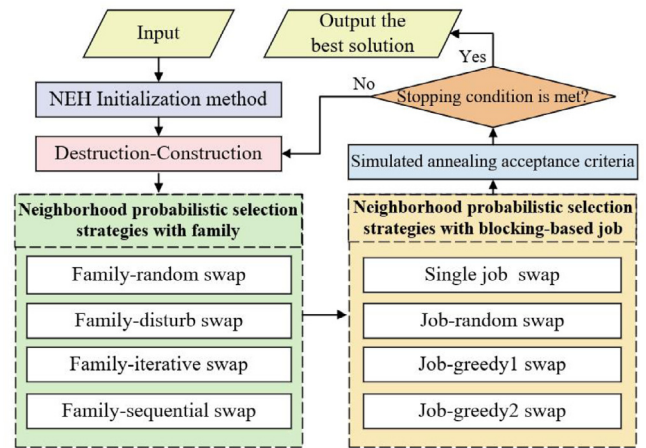 Input
Output the
best solution
Yes
No
NEH Initialization method
Stopping condition is met?
Destruction-Construction
Simulated annealing acceptance criteria
Neighborhood probabilistic selection
strategies with family
Family-random swap
Family-disturb swap
Family-iterative swap
Family-sequential swap
Neighborhood probabilistic selection
strategies with blocking-based job
Single job swap
Job-random swap
Job-greedy1 swap
Job-greedy2 swap